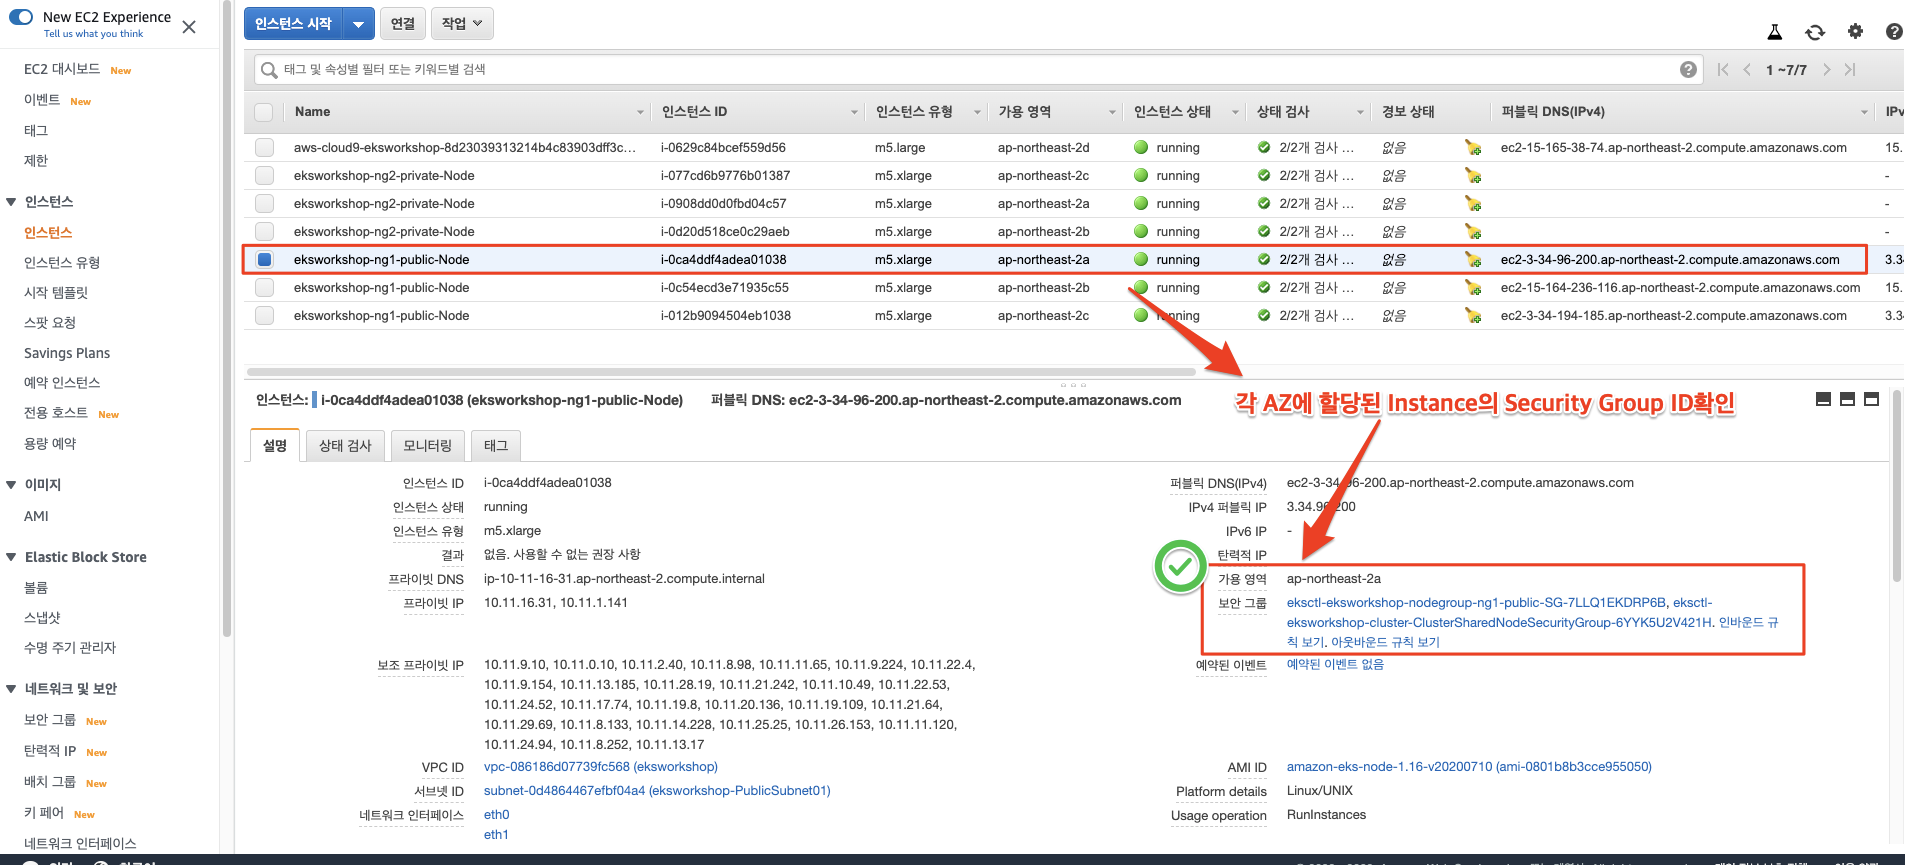 New EC2 Experience
Tell us what you think
EC2 대시보드 New
이벤트 New
태그
제한
인스턴스
인스턴스
인스턴스 유형
시작 템플릿
스팟 요청
Savings Plans
예약 인스턴스
전용 호스트 New
용량 예약
이미지
AMI
Elastic Block Store
볼륨
스냅샷
수명 주기 관리자
네트워크 및 보안
보안 그룹 New
탄력적 IP New
배치 그룹 New
키 페어 New
네트워크 인터페이스
인스턴스 시작 연결 작업
태그 및 속성별 필터 또는 키워드별 검색
1 ~7/7
Name 인스턴스 ID 인스턴스 유형 가용 영역 인스턴스 상태 상태 검사 경보 상태 퍼블릭 DNS(IPv4) IPv
aws-cloud9-eksworkshop-8d23039313214b4c83903dff3c... i-0629c84bcef559d56 m5.large ap-northeast-2d running 2/2개 검사 ... 없음 ec2-15-165-38-74.ap-northeast-2.compute.amazonaws.com 15.
eksworkshop-ng2-private-Node i-077cd6b9776b01387 m5.xlarge ap-northeast-2c running 2/2개 검사 ... 없음 -
eksworkshop-ng2-private-Node i-0908dd0d0fbd04c57 m5.xlarge ap-northeast-2a running 2/2개 검사 ... 없음 -
eksworkshop-ng2-private-Node i-0d20d518ce0c29aeb m5.xlarge ap-northeast-2b running 2/2개 검사 ... 없음 -
eksworkshop-ng1-public-Node i-0ca4ddf4adea01038 m5.xlarge ap-northeast-2a running 2/2개 검사 ... 없음 ec2-3-34-96-200.ap-northeast-2.compute.amazonaws.com 3.3
eksworkshop-ng1-public-Node i-0c54ecd3e71935c55 m5.xlarge ap-northeast-2b running 2/2개 검사 ... 없음 ec2-15-164-236-116.ap-northeast-2.compute.amazonaws.com 15.
eksworkshop-ng1-public-Node i-012b9094504eb1038 m5.xlarge ap-northeast-2c running 2/2개 검사 ... 없음 ec2-3-34-194-185.ap-northeast-2.compute.amazonaws.com 3.3
인스턴스: i-0ca4ddf4adea01038 (eksworkshop-ng1-public-Node) 퍼블릭 DNS: ec2-3-34-96-200.ap-northeast-2.compute.amazonaws.com
각 AZ에 할당된 Instance의 Security Group ID확인
설명 상태 검사 모니터링 태그
인스턴스 ID i-0ca4ddf4adea01038
인스턴스 상태 running
인스턴스 유형 m5.xlarge
결과 없음. 사용할 수 없는 권장 사항
프라이빗 DNS ip-10-11-16-31.ap-northeast-2.compute.internal
프라이빗 IP 10.11.16.31, 10.11.1.141
보조 프라이빗 IP 10.11.9.10, 10.11.0.10, 10.11.2.40, 10.11.8.98, 10.11.11.65, 10.11.9.224, 10.11.22.4,
10.11.9.154, 10.11.13.185, 10.11.28.19, 10.11.21.242, 10.11.10.49, 10.11.22.53,
10.11.24.52, 10.11.17.74, 10.11.19.8, 10.11.20.136, 10.11.19.109, 10.11.21.64,
10.11.29.69, 10.11.8.133, 10.11.14.228, 10.11.25.25, 10.11.26.153, 10.11.11.120,
10.11.24.94, 10.11.8.252, 10.11.13.17
VPC ID vpc-086186d07739fc568 (eksworkshop)
서브넷 ID subnet-0d4864467efbf04a4 (eksworkshop-PublicSubnet01)
네트워크 인터페이스 eth0
eth1
퍼블릭 DNS(IPv4) ec2-3-34-96-200.ap-northeast-2.compute.amazonaws.com
IPv4 퍼블릭 IP 3.34.96.200
IPv6 IP -
탄력적 IP
가용 영역 ap-northeast-2a
보안 그룹 eksctl-eksworkshop-nodegroup-ng1-public-SG-7LLQ1EKDRP6B, eksctl-
eksworkshop-cluster-ClusterSharedNodeSecurityGroup-6YYK5U2V421H. 인바운드 규
칙 보기. 아웃바운드 규칙 보기
예약된 이벤트 예약된 이벤트 없음
AMI ID amazon-eks-node-1.16-v20200710 (ami-0801b8b3cce955050)
Platform details Linux/UNIX
Usage operation RunInstances